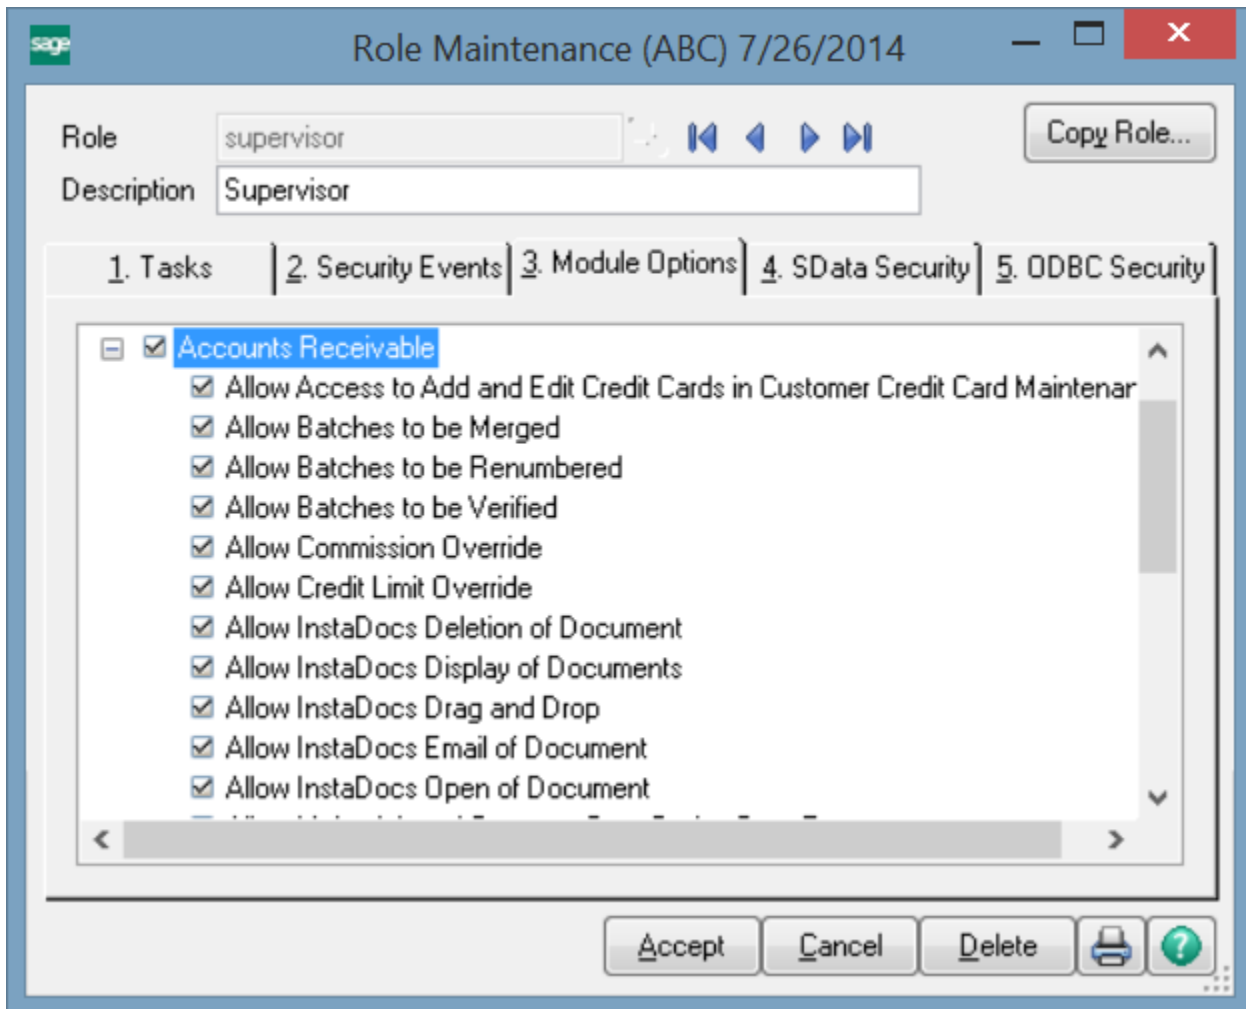 sage
Role Maintenance (ABC) 7/26/2014
Role supervisor Copy Role...
Description Supervisor
1. Tasks 2. Security Events 3. Module Options 4. SData Security 5. ODBC Security
Accounts Receivable
Allow Access to Add and Edit Credit Cards in Customer Credit Card Maintenar
Allow Batches to be Merged
Allow Batches to be Renumbered
Allow Batches to be Verified
Allow Commission Override
Allow Credit Limit Override
Allow InstaDocs Deletion of Document
Allow InstaDocs Display of Documents
Allow InstaDocs Drag and Drop
Allow InstaDocs Email of Document
Allow InstaDocs Open of Document
Accept Cancel Delete ?